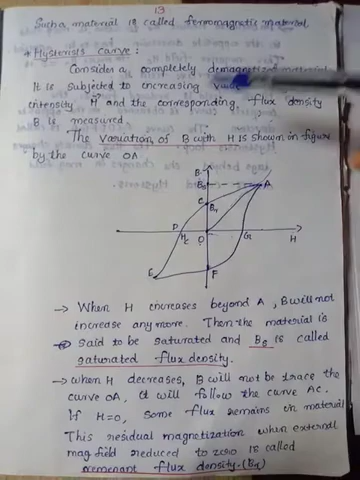 13
Such a material is called ferromagnetic material
* Hysterisis Curve:
Consider a completely demagnetized material
It is subjected to increasing
intensity H and the corresponding flux density
B is measured.
The variation of B with H is shown in figure
by the curve OA.
B
Bs
A
C
Br
D
Hc
O
G
H
E
F
→ When H increases beyond A, B will not
increase any more. Then the material is
said to be saturated and Bs is called
saturated flux density.
→ When H decreases, B will not be trace the
curve OA, it will follow the curve AC.
If H=0, some flux remains in material
This residual magnetization when external
mag field reduced to zero is called
remenant flux density. (Br)